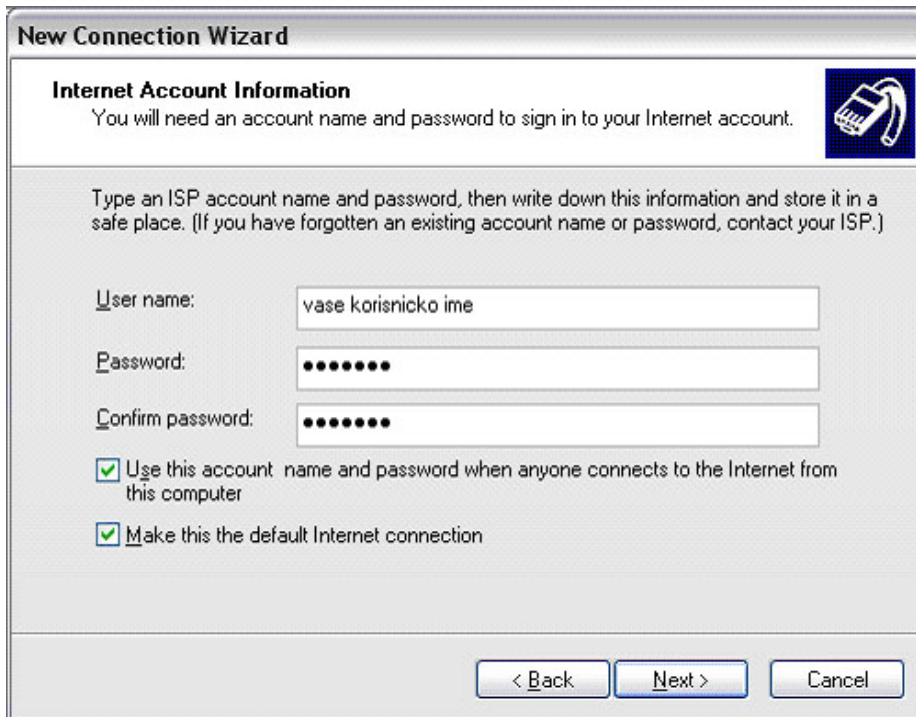 New Connection Wizard
Internet Account Information
You will need an account name and password to sign in to your Internet account.
Type an ISP account name and password, then write down this information and store it in a
safe place. (If you have forgotten an existing account name or password, contact your ISP.)
User name:
vase korisnicko ime
Password:
•••••••
Confirm password:
•••••••
Use this account  name and password when anyone connects to the Internet from
this computer
Make this the default Internet connection
< Back
Next >
Cancel